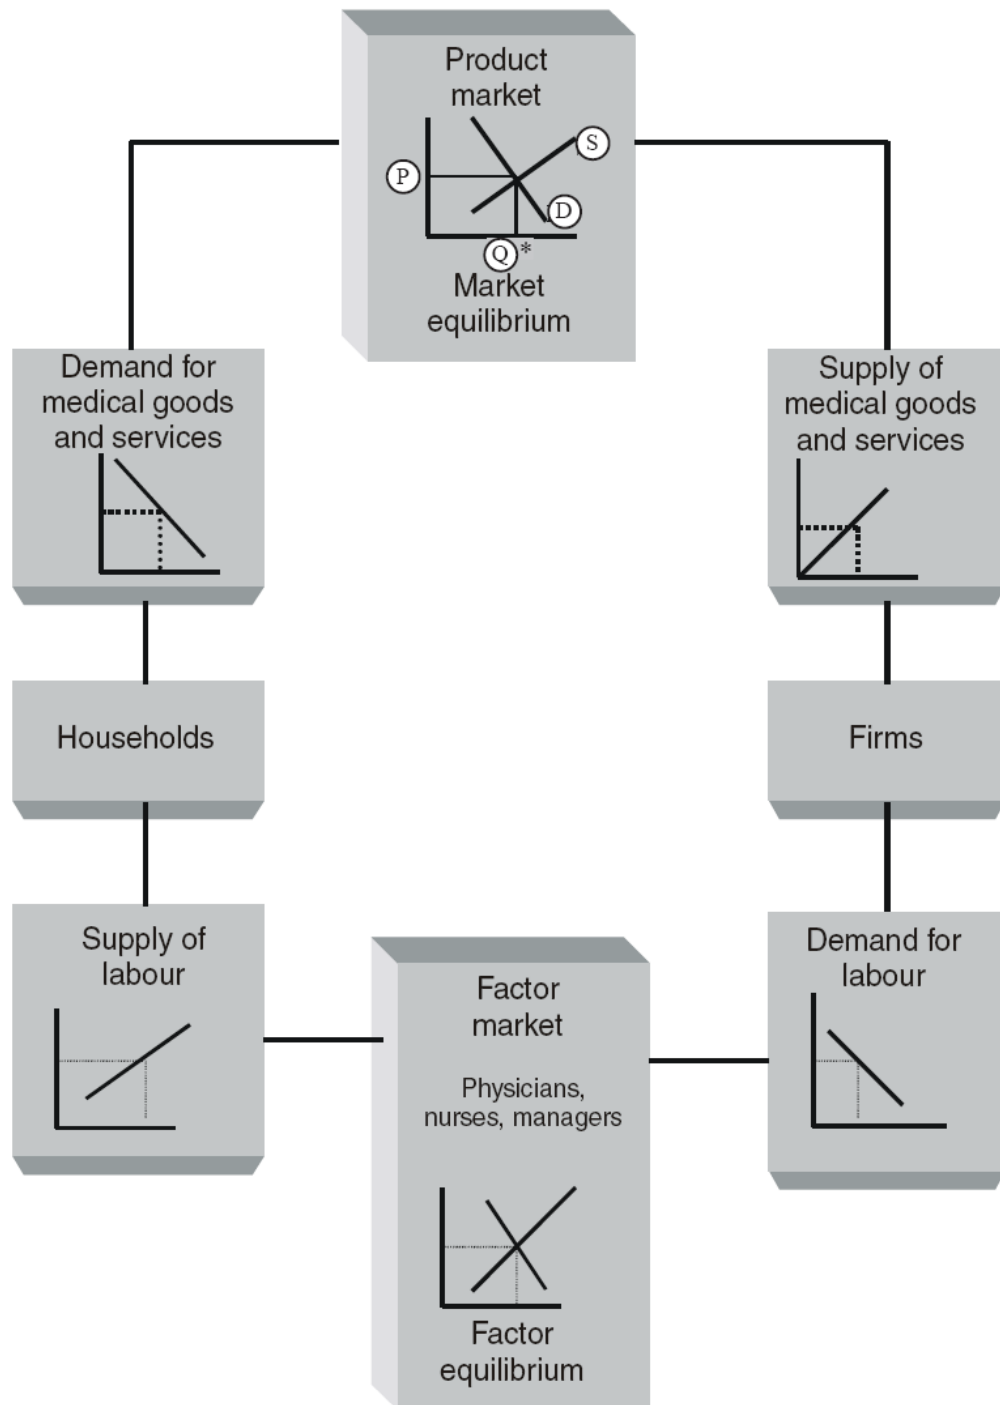 Product
market
S
P
D
Q *
Market
equilibrium
Demand for
medical goods
and services
Supply of
medical goods
and services
Households
Firms
Supply of
labour
Factor
market
Physicians,
nurses, managers
Factor
equilibrium
Demand for
labour